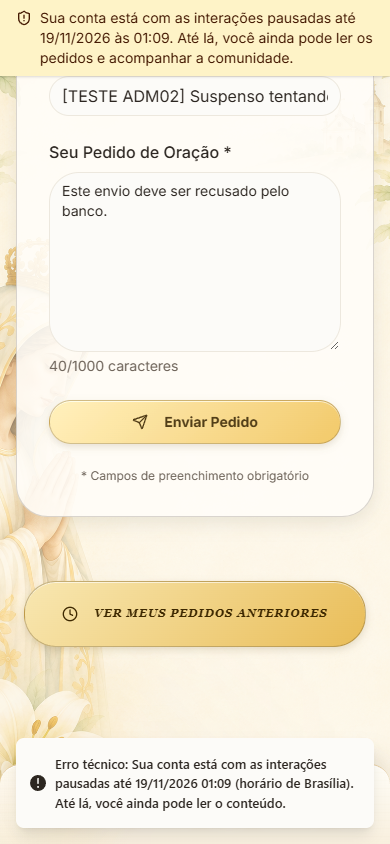 Sua conta está com as interações pausadas até
19/11/2026 às 01:09. Até lá, você ainda pode ler os
pedidos e acompanhar a comunidade.
[TESTE ADM02] Suspenso tentand
Seu Pedido de Oração *
Este envio deve ser recusado pelo
banco.
40/1000 caracteres
Enviar Pedido
* Campos de preenchimento obrigatório
VER MEUS PEDIDOS ANTERIORES
Erro técnico: Sua conta está com as interações
pausadas até 19/11/2026 01:09 (horário de Brasília).
Até lá, você ainda pode ler o conteúdo.